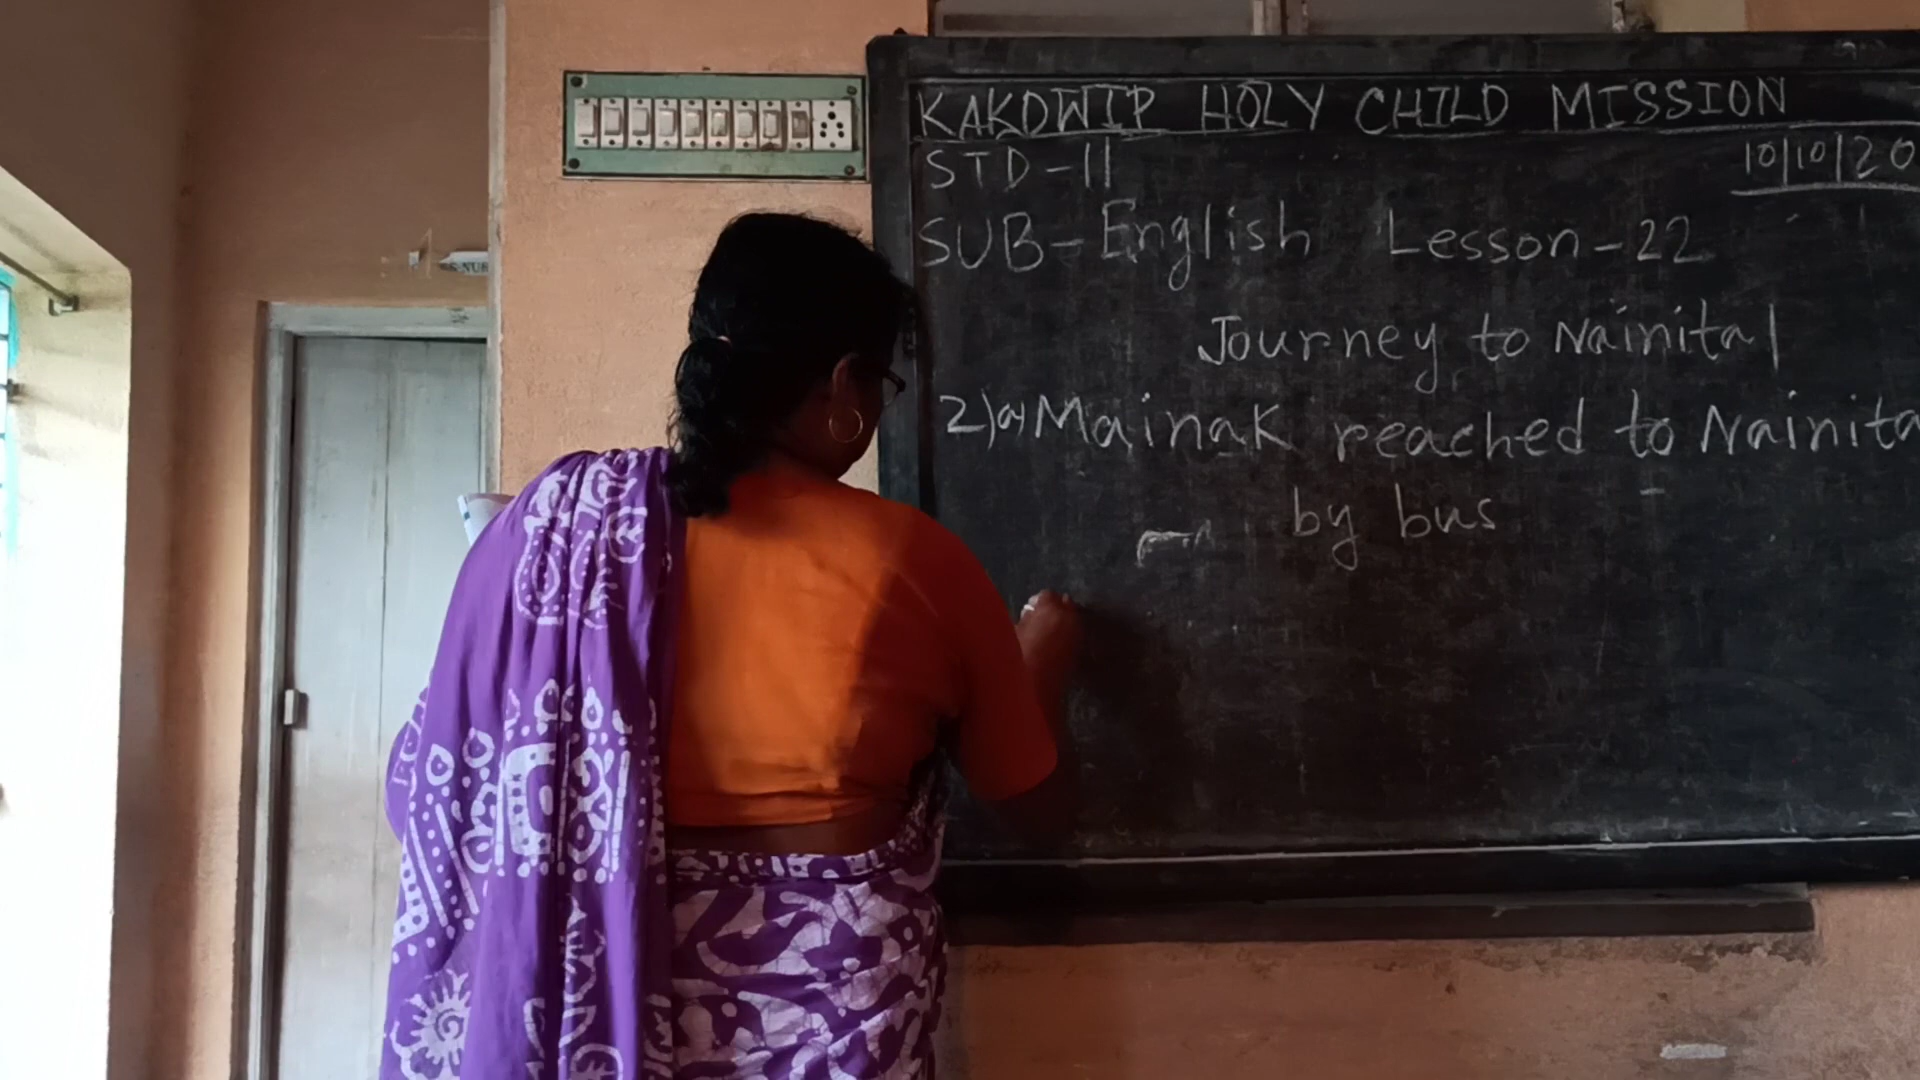 KAKDWIP HOLY CHILD MISSION
STD-II 10/10/20
SUB-English Lesson-22
Journey to Nainital
2)a) Mainak reached to Nainita
by bus